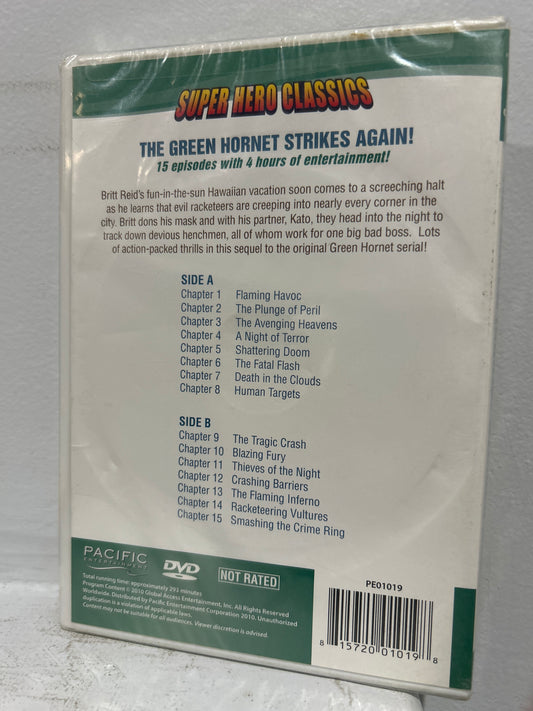 SUPER HERO CLASSICS
THE GREEN HORNET STRIKES AGAIN!
15 episodes with 4 hours of entertainment!
Britt Reid's fun-in-the-sun Hawaiian vacation soon comes to a screeching halt
as he learns that evil racketeers are creeping into nearly every corner in the
city. Britt dons his mask and with his partner, Kato, they head into the night to
track down devious henchmen, all of whom work for one big bad boss. Lots
of action-packed thrills in this sequel to the original Green Hornet serial!
SIDE A
Chapter 1 Flaming Havoc
Chapter 2 The Plunge of Peril
Chapter 3 The Avenging Heavens
Chapter 4 A Night of Terror
Chapter 5 Shattering Doom
Chapter 6 The Fatal Flash
Chapter 7 Death in the Clouds
Chapter 8 Human Targets
SIDE B
Chapter 9 The Tragic Crash
Chapter 10 Blazing Fury
Chapter 11 Thieves of the Night
Chapter 12 Crashing Barriers
Chapter 13 The Flaming Inferno
Chapter 14 Racketeering Vultures
Chapter 15 Smashing the Crime Ring
PACIFIC
ENTERTAINMENT
DVD
NOT RATED
Total running time: approximately 293 minutes
Program Content © 2010 Global Access Entertainment, Inc. All Rights Reserved
Worldwide. Distributed by Pacific Entertainment Corporation 2010. Unauthorized
duplication is a violation of applicable laws.
Content may not be suitable for all audiences. Viewer discretion is advised.
PE01019
8 15720 01019 8